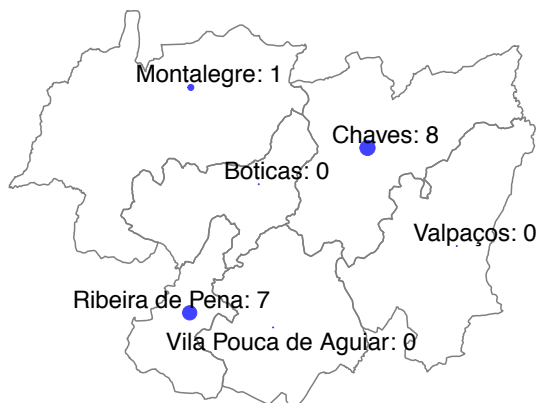 Montalegre: 1
Chaves: 8
Boticas: 0
Valpaços: 0
Ribeira de Pena: 7
Vila Pouca de Aguiar: 0